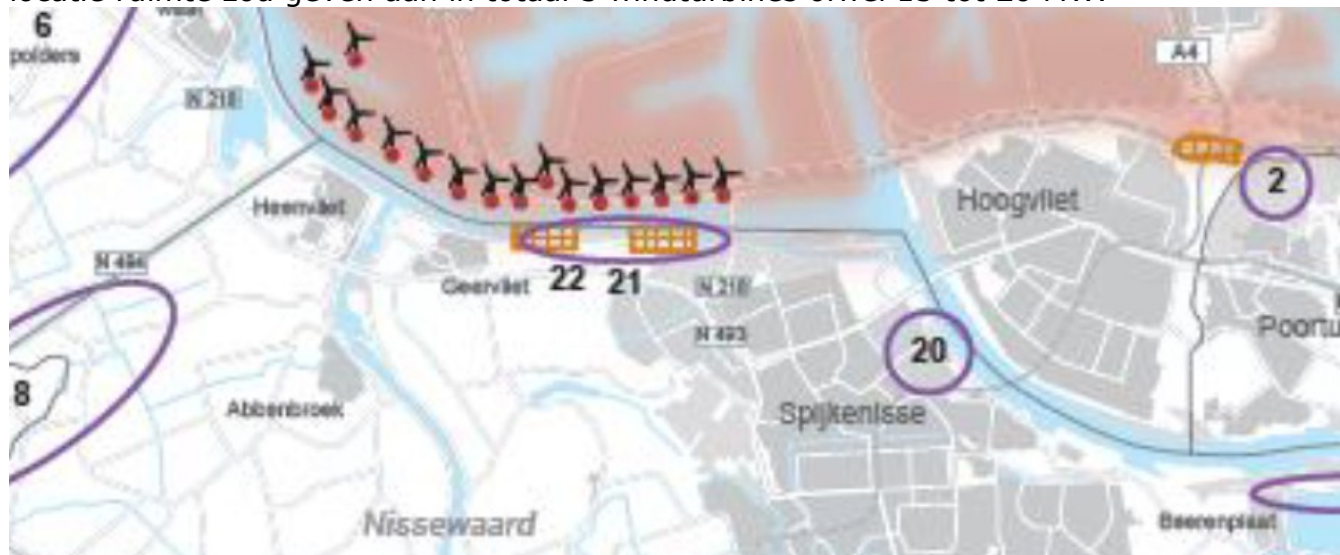 6
polders
N 218
A4
2
Heenvliet
Hoogvliet
N 494
Geervliet
22
21
N 218
N 493
20
Poortu
8
Abbenbroek
Spijkenisse
Nissewaard
Beerenplaat